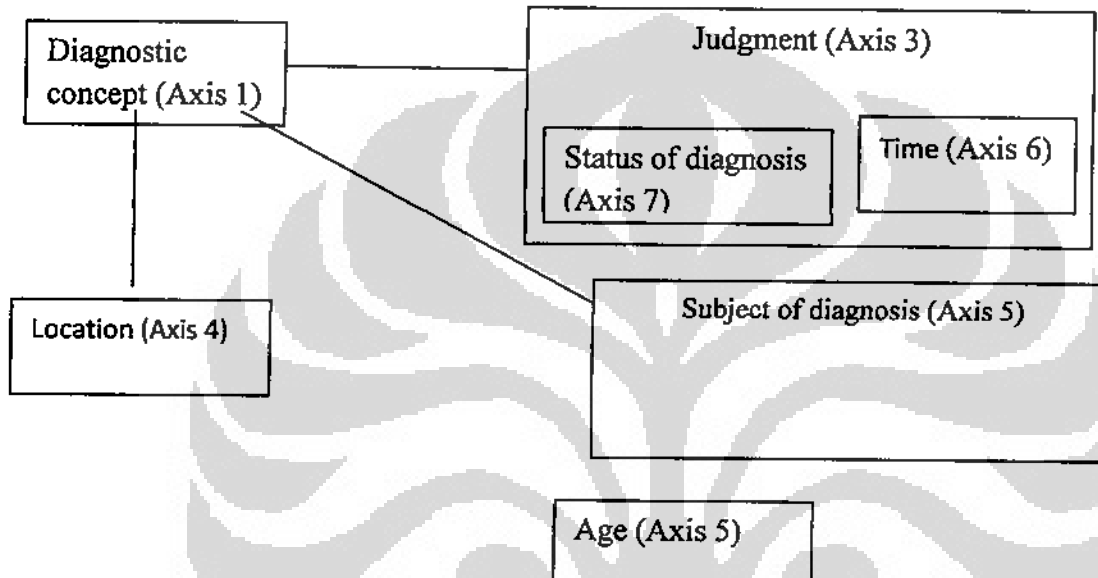 Diagnostic
concept (Axis 1)
Judgment (Axis 3)
Status of diagnosis
(Axis 7)
Time (Axis 6)
Location (Axis 4)
Subject of diagnosis (Axis 5)
Age (Axis 5)